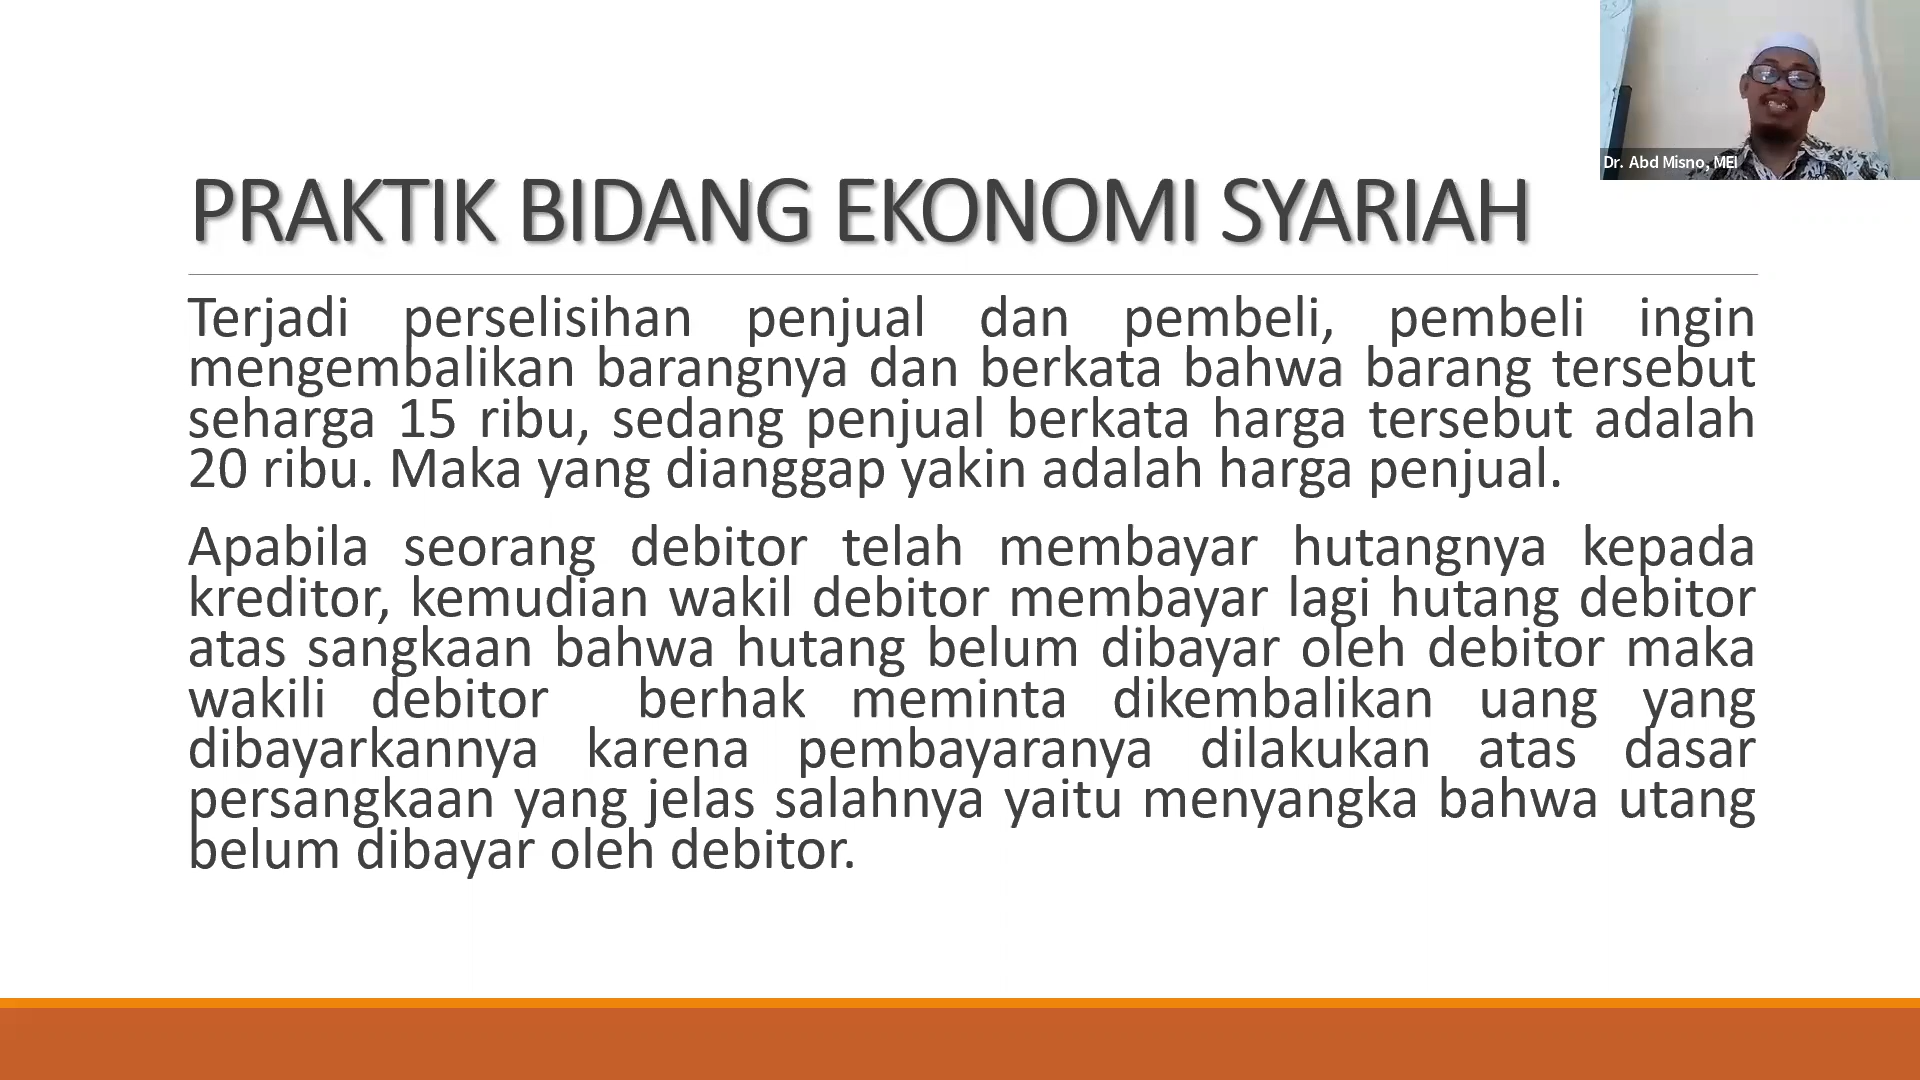 Dr. Abd Misno, MEI
PRAKTIK BIDANG EKONOMI SYARIAH
Terjadi perselisihan penjual dan pembeli, pembeli ingin
mengembalikan barangnya dan berkata bahwa barang tersebut
seharga 15 ribu, sedang penjual berkata harga tersebut adalah
20 ribu. Maka yang dianggap yakin adalah harga penjual.
Apabila seorang debitor telah membayar hutangnya kepada
kreditor, kemudian wakil debitor membayar lagi hutang debitor
atas sangkaan bahwa hutang belum dibayar oleh debitor maka
wakili debitor berhak meminta dikembalikan uang yang
dibayarkannya karena pembayaranya dilakukan atas dasar
persangkaan yang jelas salahnya yaitu menyangka bahwa utang
belum dibayar oleh debitor.